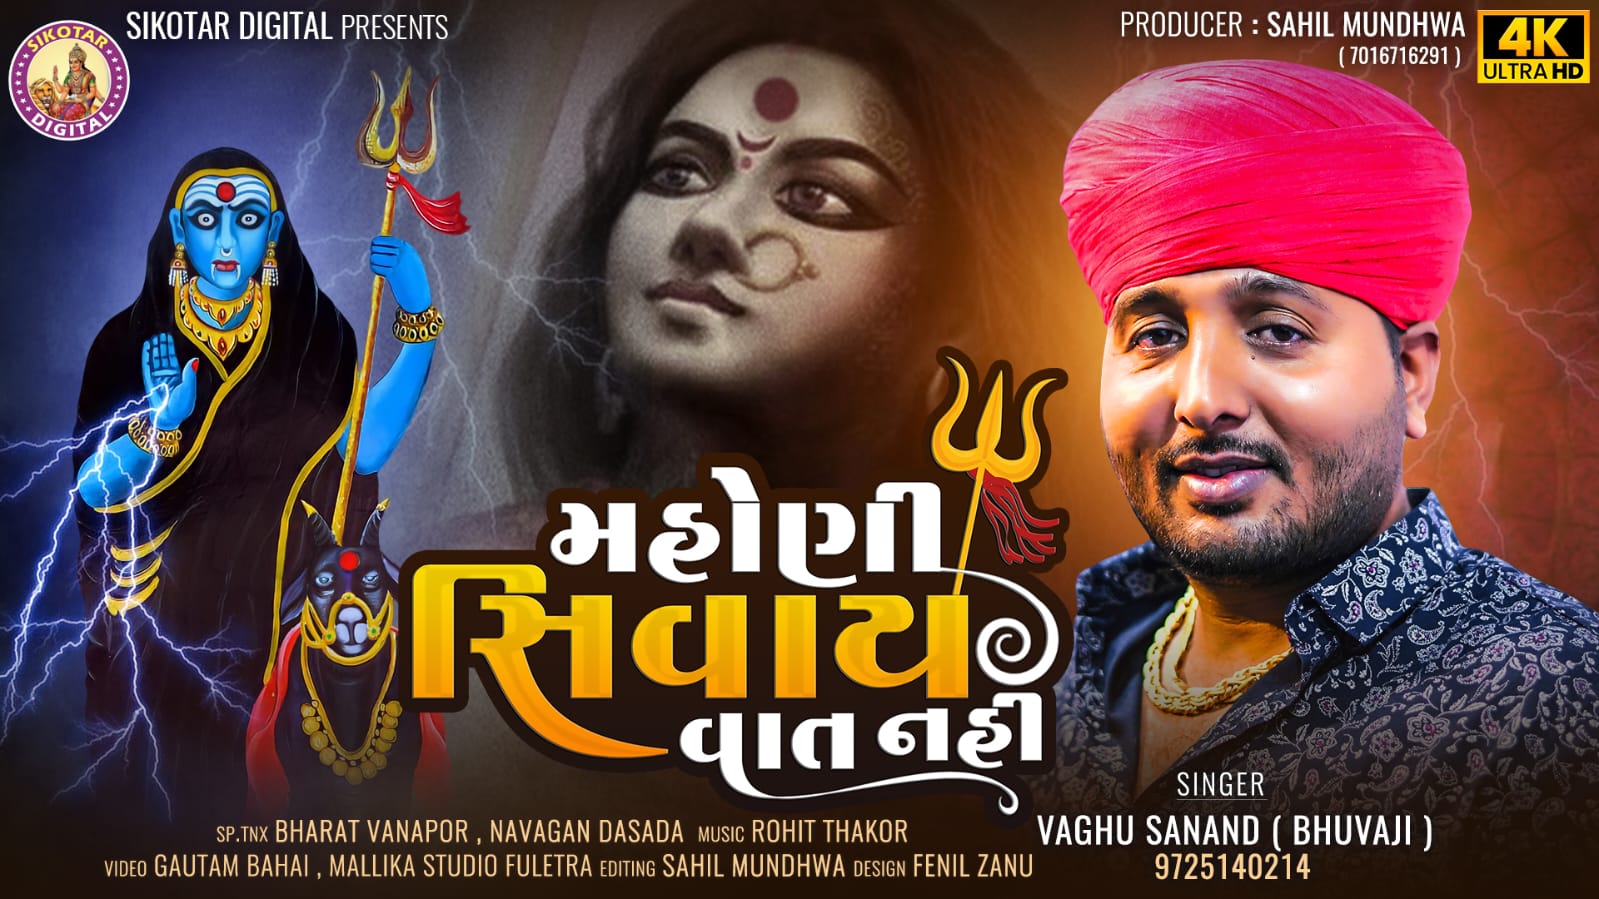 SIKOTAR DIGITAL
SIKOTAR DIGITAL PRESENTS
PRODUCER : SAHIL MUNDHWA
( 7016716291 )
4K
ULTRA HD
મહોણી
સિવાય
વાત નહી
SINGER
VAGHU SANAND ( BHUVAJI )
9725140214
SP.TNX BHARAT VANAPOR , NAVAGAN DASADA MUSIC ROHIT THAKOR
VIDEO GAUTAM BAHAI , MALLIKA STUDIO FULETRA EDITING SAHIL MUNDHWA DESIGN FENIL ZANU